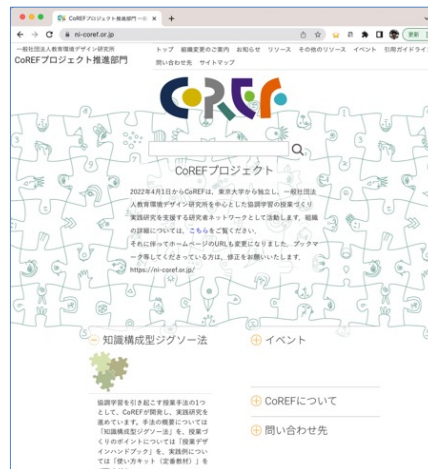 CoREFプロジェクト推進部門 一般
ni-coref.or.jp
更新
一般社団法人教育環境デザイン研究所
CoREFプロジェクト推進部門
トップ 組織変更のご案内 お知らせ リリース その他のリソース イベント 引用ガイドライン
問い合わせ先 サイトマップ
CoREF
CoREFプロジェクト
2022年4月1日からCoREFは、東京大学から独立し、一般社団法
人教育環境デザイン研究所を中心とした協調学習の授業づくり
実践研究を支援する研究者ネットワークとして活動します。組織
の詳細については、こちらをご覧ください。
それに伴ってホームページのURLも変更になりました。ブックマ
ーク等してくださっている方は、修正をお願いいたします。
https://ni-coref.or.jp/
知識構成型ジグソー法
協調学習を引き起こす授業手法の1つ
として、CoREFが開発し、実践研究を
進めています。手法の概要については
「知識構成型ジグソー法」を、授業づ
くりのポイントについては「授業デザ
インハンドブック」を、実践例につい
ては「使い方キット（定番教材）」を
イベント
CoREFについて
問い合わせ先